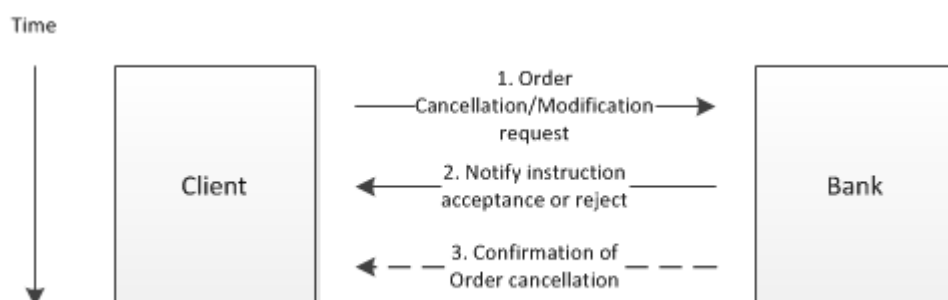 Time
1. Order
Cancellation/Modification
request
Client
2. Notify instruction
acceptance or reject
Bank
3. Confirmation of
Order cancellation